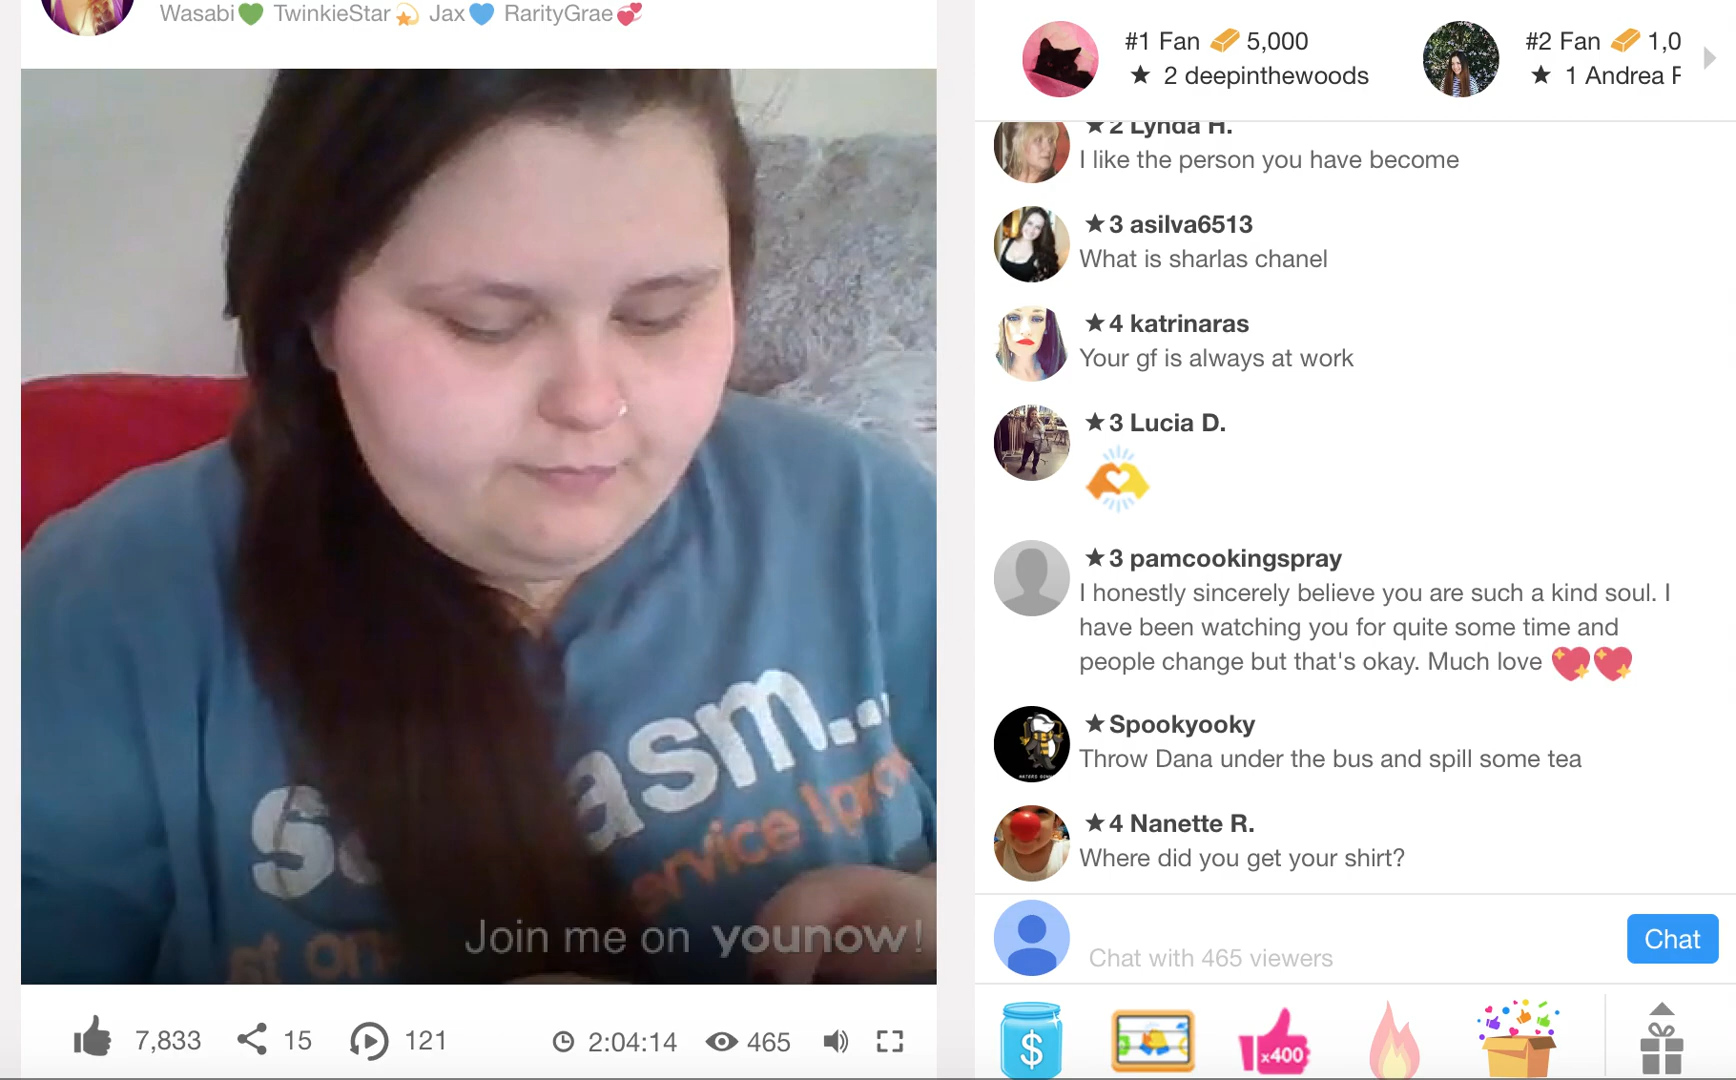 Wasabi💚 TwinkieStar💫 Jax💙 RarityGrae💞
#1 Fan 5,000
★ 2 deepinthewoods
#2 Fan 1,0
★ 1 Andrea F
★2 Lynda H.
I like the person you have become
★3 asilva6513
What is sharlas chanel
★4 katrinaras
Your gf is always at work
★3 Lucia D.
★3 pamcookingspray
I honestly sincerely believe you are such a kind soul. I
have been watching you for quite some time and
people change but that's okay. Much love 💖💖
★Spookyooky
Throw Dana under the bus and spill some tea
★4 Nanette R.
Where did you get your shirt?
Chat with 465 viewers
Chat
asm...
ervice I
st on
Join me on younow!
7,833
15
121
2:04:14
465
$
x400